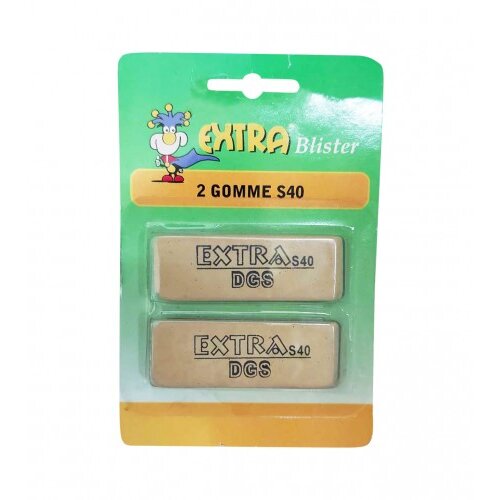 EXTRA Blister
2 GOMME S40
EXTRA S40
DGS
EXTRA S40
DGS